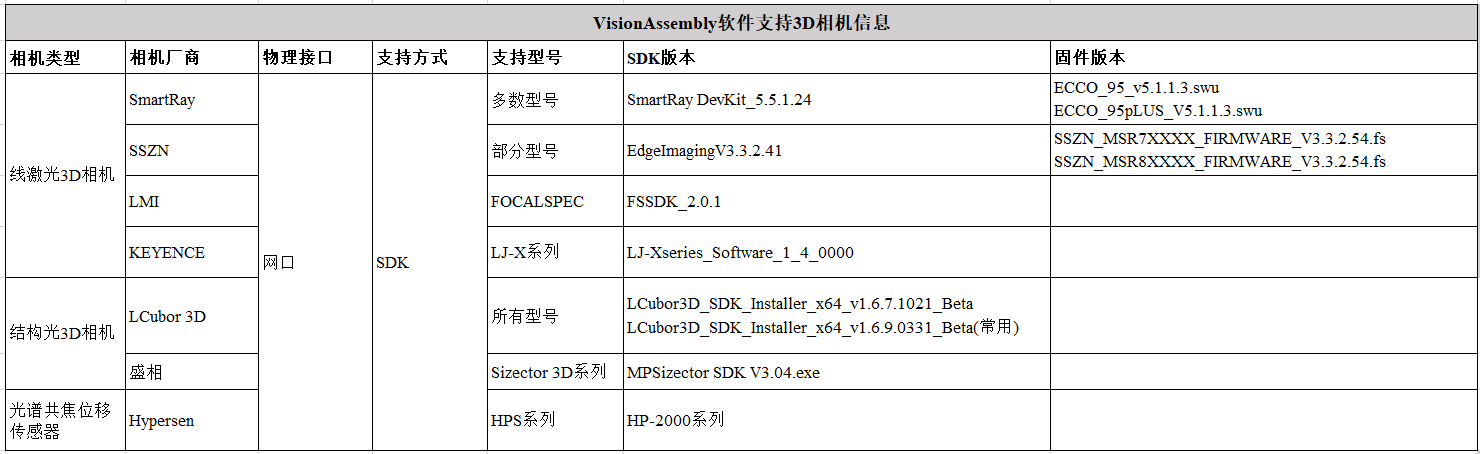 VisionAssembly软件支持3D相机信息
相机类型 相机厂商 物理接口 支持方式 支持型号 SDK版本 固件版本
线激光3D相机
SmartRay
网口
SDK
多数型号
SmartRay DevKit_5.5.1.24
ECCO_95_v5.1.1.3.swu
ECCO_95pLUS_V5.1.1.3.swu
SSZN
部分型号
EdgeImagingV3.3.2.41
SSZN_MSR7XXXX_FIRMWARE_V3.3.2.54.fs
SSZN_MSR8XXXX_FIRMWARE_V3.3.2.54.fs
LMI
FOCALSPEC
FSSDK_2.0.1
KEYENCE
LJ-X系列
LJ-Xseries_Software_1_4_0000
结构光3D相机
LCubor 3D
所有型号
LCubor3D_SDK_Installer_x64_v1.6.7.1021_Beta
LCubor3D_SDK_Installer_x64_v1.6.9.0331_Beta(常用)
盛相
Sizector 3D系列
MPSizector SDK V3.04.exe
光谱共焦位移
传感器
Hypersen
HPS系列
HP-2000系列